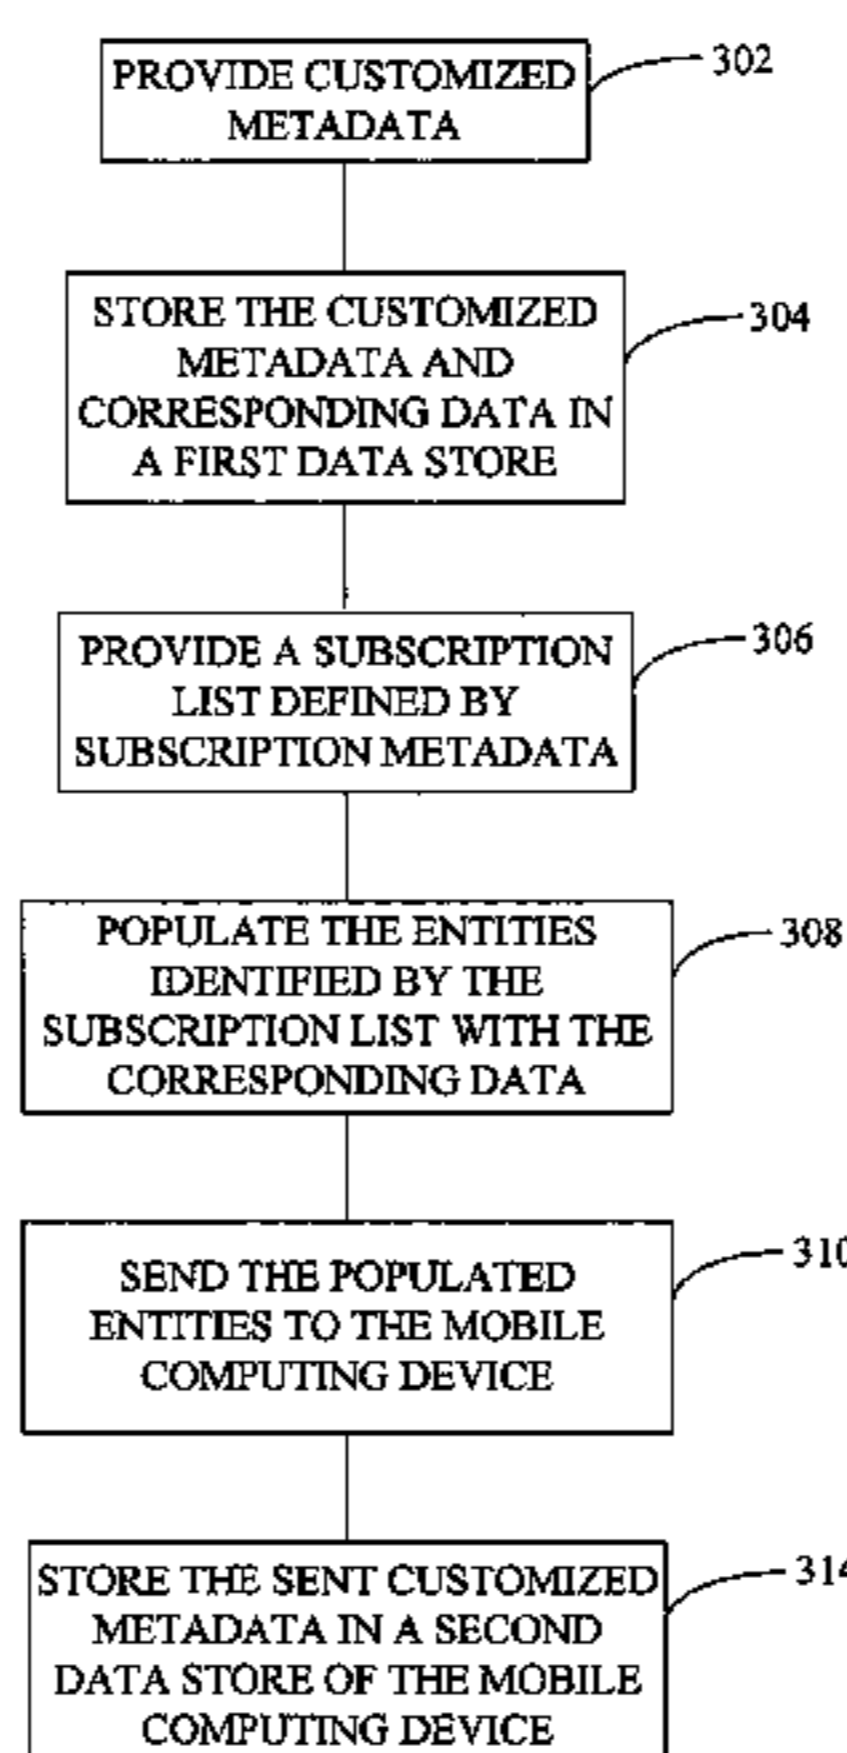 PROVIDE CUSTOMIZED
METADATA
302
STORE THE CUSTOMIZED
METADATA AND
CORRESPONDING DATA IN
A FIRST DATA STORE
304
PROVIDE A SUBSCRIPTION
LIST DEFINED BY
SUBSCRIPTION METADATA
306
POPULATE THE ENTITIES
IDENTIFIED BY THE
SUBSCRIPTION LIST WITH THE
CORRESPONDING DATA
308
SEND THE POPULATED
ENTITIES TO THE MOBILE
COMPUTING DEVICE
310
STORE THE SENT CUSTOMIZED
METADATA IN A SECOND
DATA STORE OF THE MOBILE
COMPUTING DEVICE
314